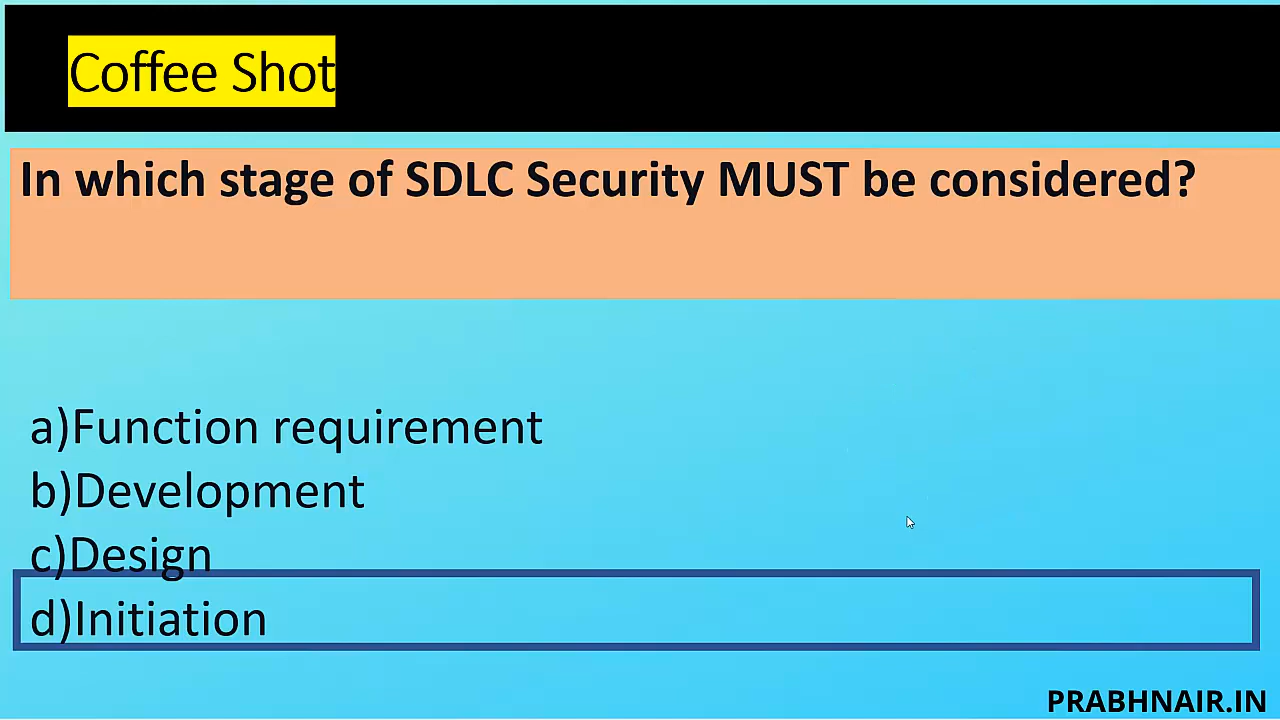 Coffee Shot
In which stage of SDLC Security MUST be considered?
a)Function requirement
b)Development
c)Design
d)Initiation
PRABHNAIR.IN